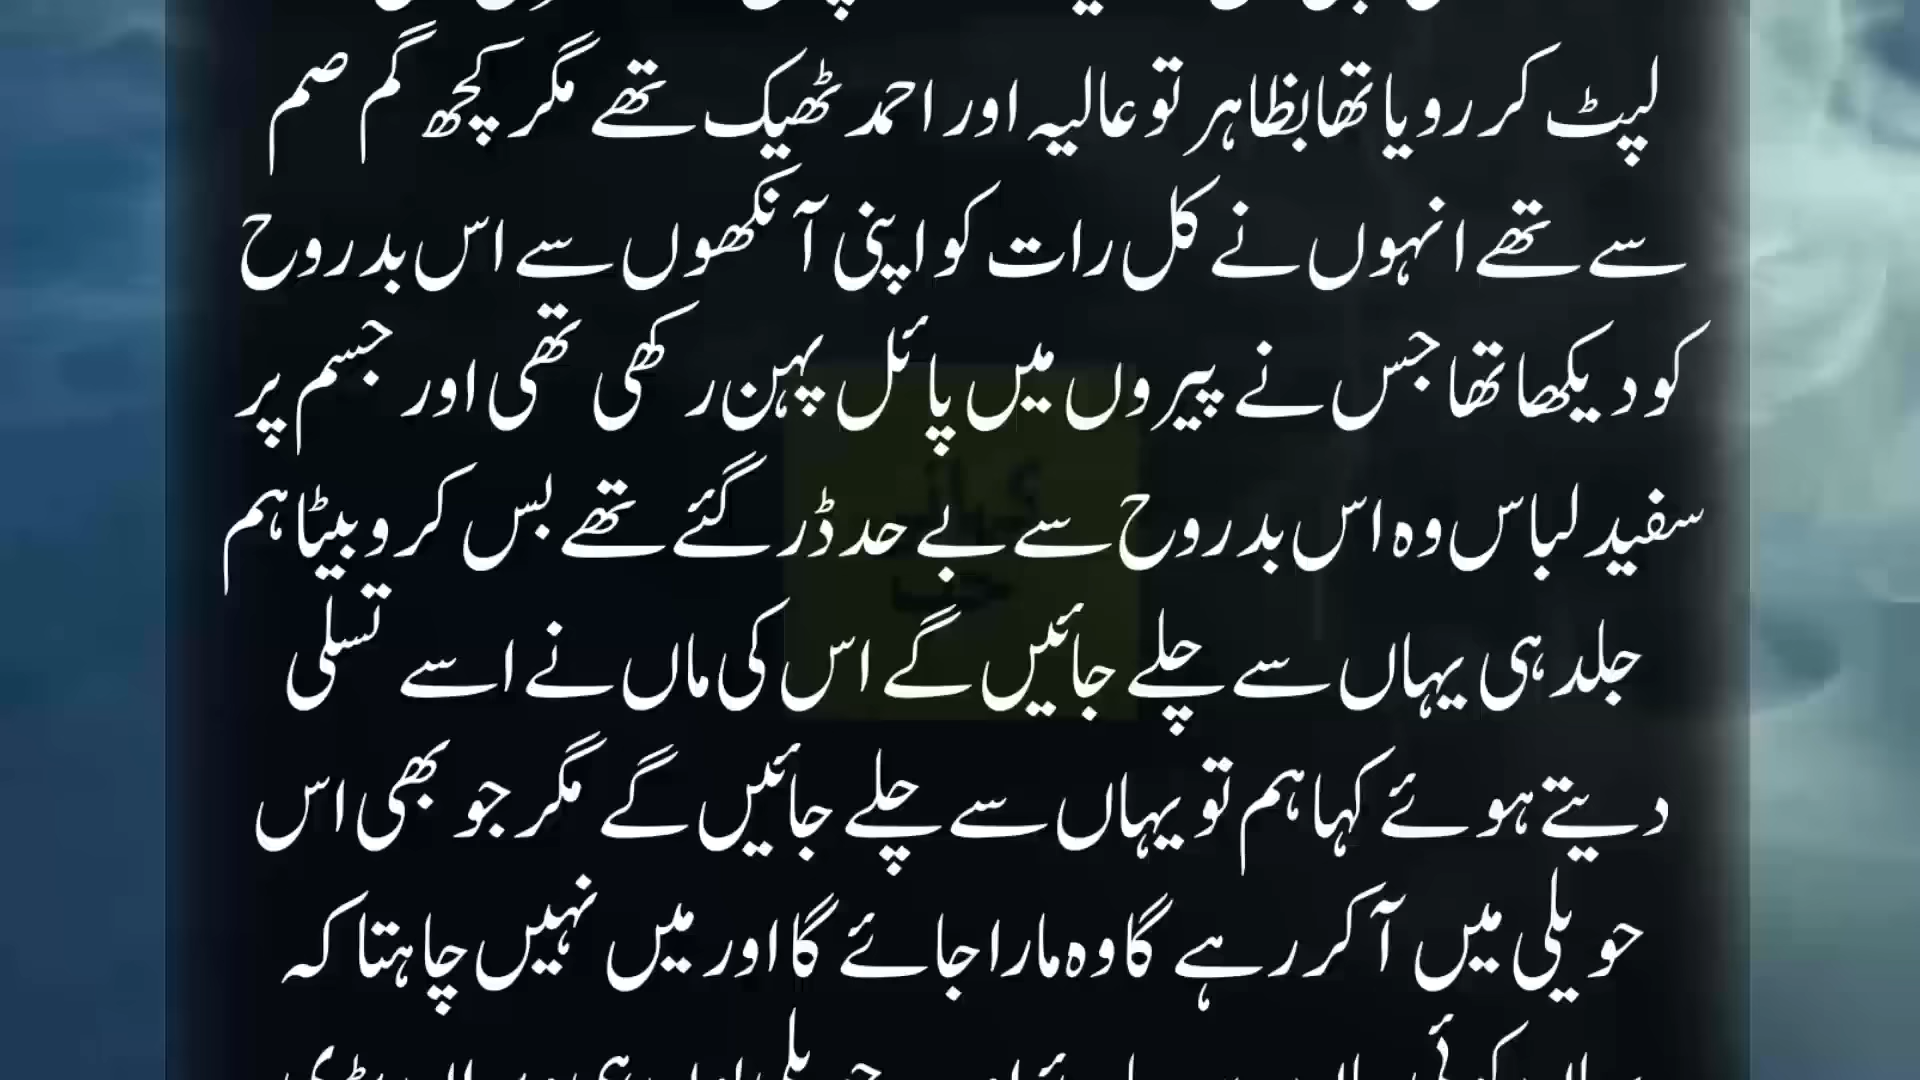 لپٹ کر رویا تھا بظاہر تو عالیہ اور احمد ٹھیک تھے مگر کچھ گم صم
سے تھے انہوں نے کل رات کو اپنی آنکھوں سے اس بدروح
کو دیکھا تھا جس نے پیروں میں پائل پہن رکھی تھی اور جسم پر
سفید لباس وہ اس بدروح سے بے حد ڈر گئے تھے بس کرو بیٹا ہم
جلد ہی یہاں سے چلے جائیں گے اس کی ماں نے اسے تسلی
دیتے ہوئے کہا ہم تو یہاں سے چلے جائیں گے مگر جو بھی اس
حویلی میں آ کر رہے گا وہ مارا جائے گا اور میں نہیں چاہتا کہ